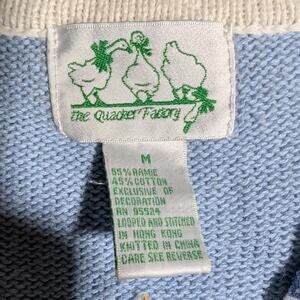 the Quacker Factory
M
55% RAMIE
45% COTTON
EXCLUSIVE OF
DECORATION
RN 95524
LOOPED AND STITCHED
IN HONG KONG
KNITTED IN CHINA
CARE SEE REVERSE